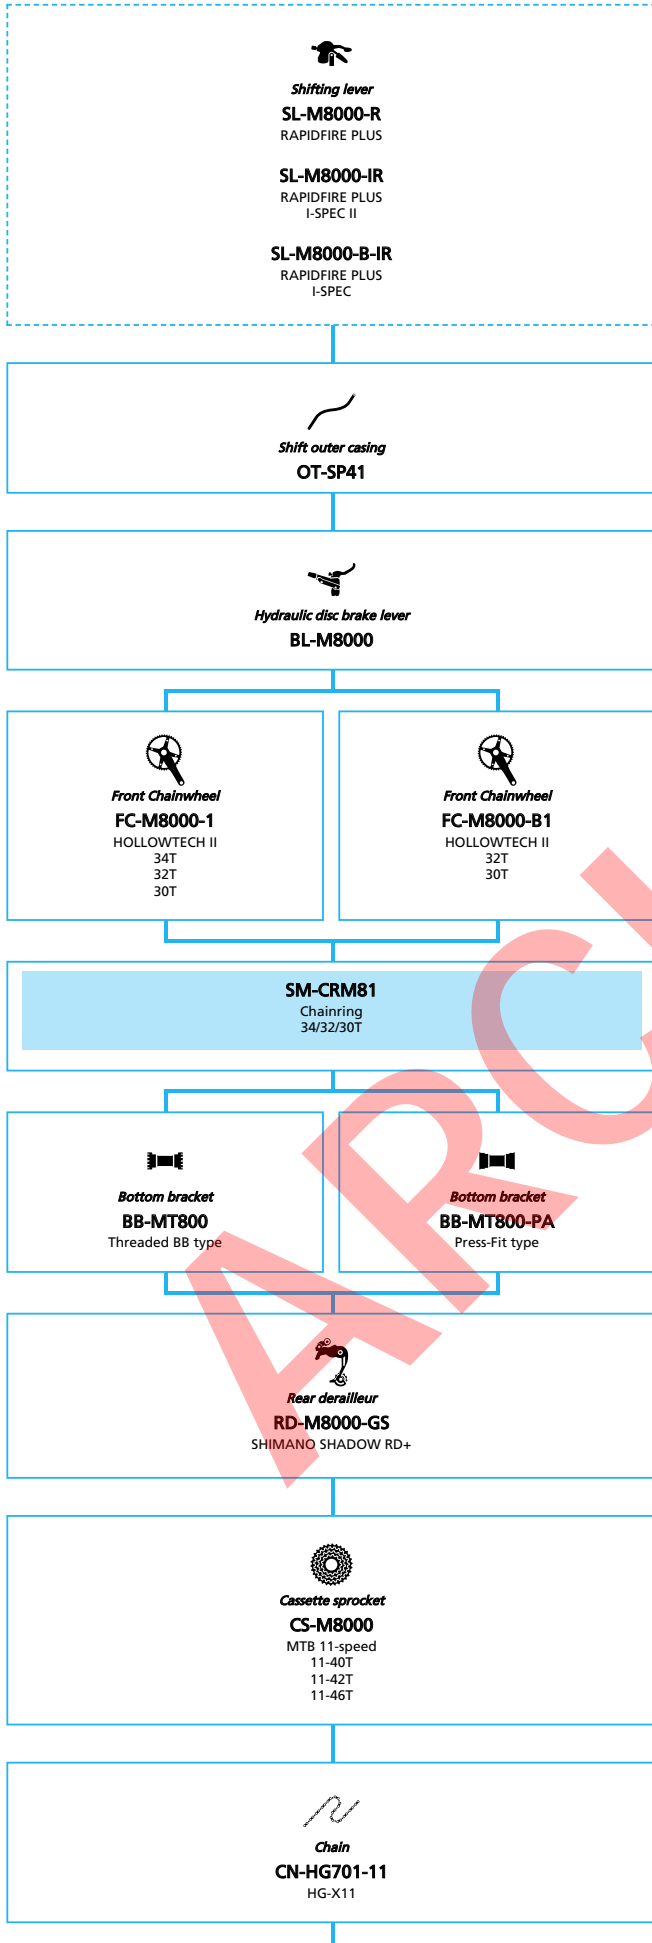 Shifting lever
SL-M8000-R
RAPIDFIRE PLUS
SL-M8000-IR
RAPIDFIRE PLUS
I-SPEC II
SL-M8000-B-IR
RAPIDFIRE PLUS
I-SPEC
Shift outer casing
OT-SP41
Hydraulic disc brake lever
BL-M8000
Front Chainwheel
FC-M8000-1
HOLLOWTECH II
34T
32T
30T
Front Chainwheel
FC-M8000-B1
HOLLOWTECH II
32T
30T
SM-CRM81
Chainring
34/32/30T
Bottom bracket
BB-MT800
Threaded BB type
Bottom bracket
BB-MT800-PA
Press-Fit type
Rear derailleur
RD-M8000-GS
SHIMANO SHADOW RD+
Cassette sprocket
CS-M8000
MTB 11-speed
11-40T
11-42T
11-46T
Chain
CN-HG701-11
HG-X11